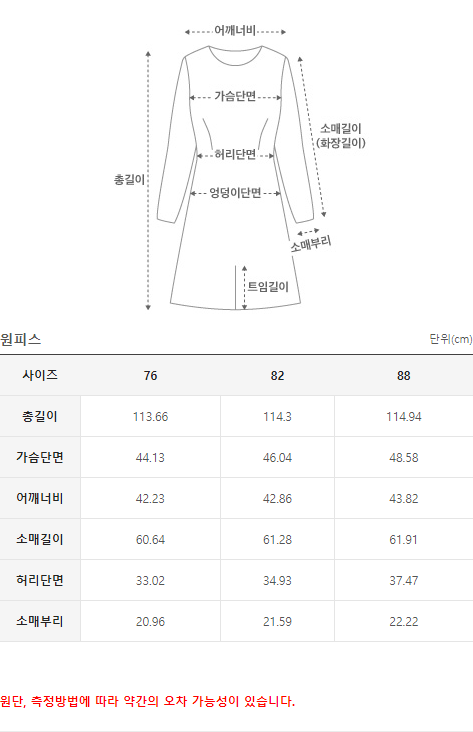 어깨너비
가슴단면
소매길이
(화장길이)
허리단면
총길이
엉덩이단면
소매부리
트임길이
원피스 단위(cm)
사이즈 76 82 88
총길이 113.66 114.3 114.94
가슴단면 44.13 46.04 48.58
어깨너비 42.23 42.86 43.82
소매길이 60.64 61.28 61.91
허리단면 33.02 34.93 37.47
소매부리 20.96 21.59 22.22
원단, 측정방법에 따라 약간의 오차 가능성이 있습니다.